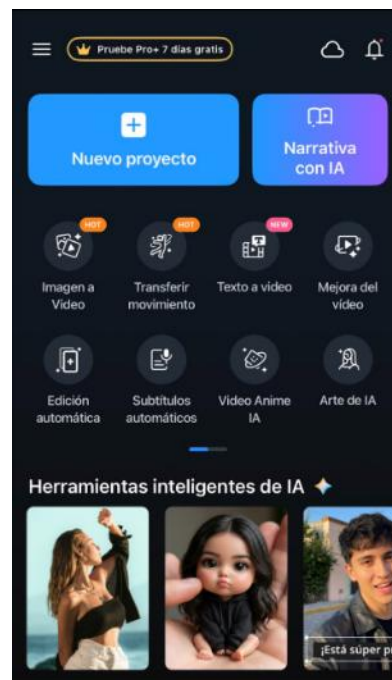 Pruebe Pro+ 7 días gratis
Nuevo proyecto
Narrativa
con IA
HOT
HOT
NEW
Imagen a
Video
Transferir
movimiento
Texto a video
Mejora del
vídeo
Edición
automática
Subtítulos
automáticos
Video Anime
IA
Arte de IA
Herramientas inteligentes de IA
¡Está súper pr